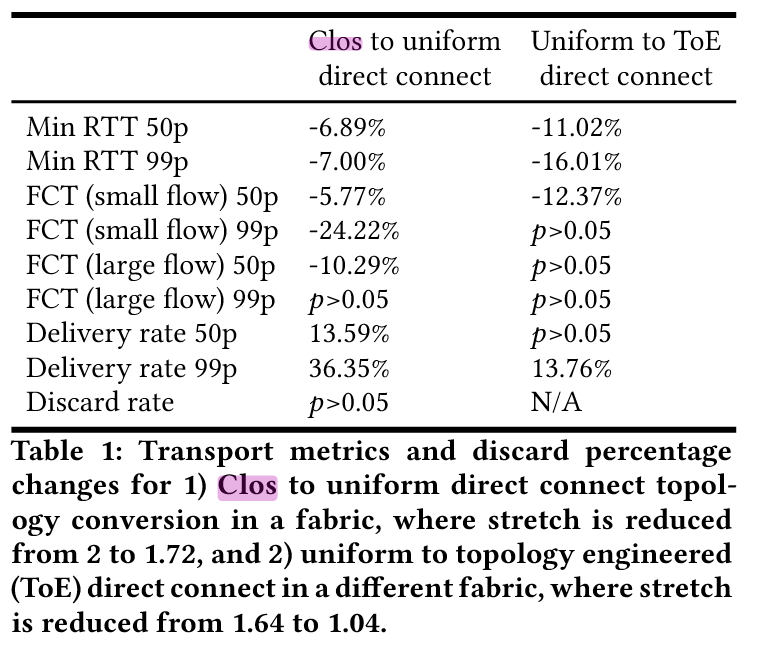 Clos to uniform Uniform to ToE
direct connect direct connect
Min RTT 50p -6.89% -11.02%
Min RTT 99p -7.00% -16.01%
FCT (small flow) 50p -5.77% -12.37%
FCT (small flow) 99p -24.22% p>0.05
FCT (large flow) 50p -10.29% p>0.05
FCT (large flow) 99p p>0.05 p>0.05
Delivery rate 50p 13.59% p>0.05
Delivery rate 99p 36.35% 13.76%
Discard rate p>0.05 N/A
Table 1: Transport metrics and discard percentage
changes for 1) Clos to uniform direct connect topol-
ogy conversion in a fabric, where stretch is reduced
from 2 to 1.72, and 2) uniform to topology engineered
(ToE) direct connect in a different fabric, where stretch
is reduced from 1.64 to 1.04.